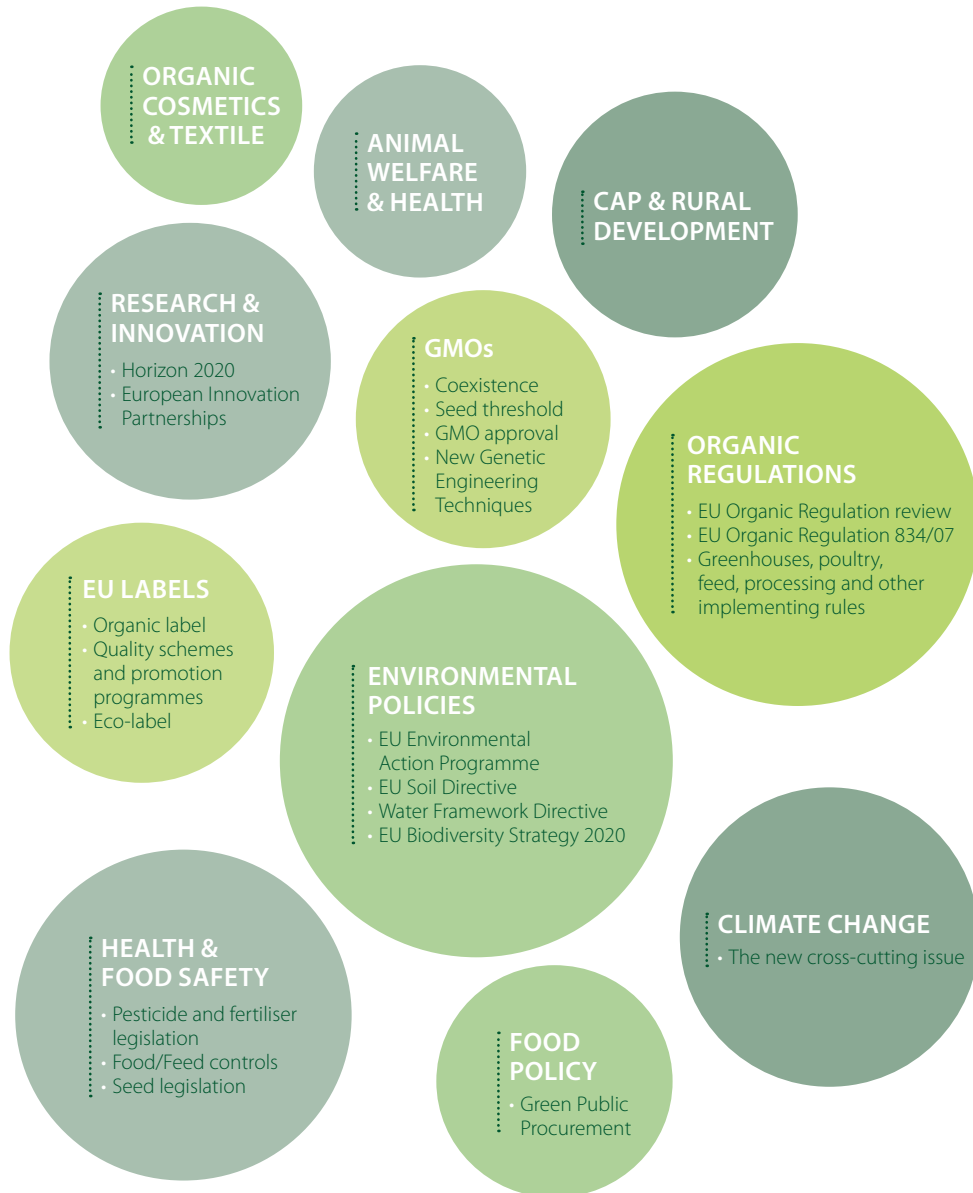 ORGANIC
COSMETICS
& TEXTILE
ANIMAL
WELFARE
& HEALTH
CAP & RURAL
DEVELOPMENT
RESEARCH &
INNOVATION
• Horizon 2020
• European Innovation
Partnerships
GMOs
• Coexistence
• Seed threshold
• GMO approval
• New Genetic
Engineering
Techniques
ORGANIC
REGULATIONS
• EU Organic Regulation review
• EU Organic Regulation 834/07
• Greenhouses, poultry,
feed, processing and other
implementing rules
EU LABELS
• Organic label
• Quality schemes
and promotion
programmes
• Eco-label
ENVIRONMENTAL
POLICIES
• EU Environmental
Action Programme
• EU Soil Directive
• Water Framework Directive
• EU Biodiversity Strategy 2020
CLIMATE CHANGE
• The new cross-cutting issue
HEALTH &
FOOD SAFETY
• Pesticide and fertiliser
legislation
• Food/Feed controls
• Seed legislation
FOOD
POLICY
• Green Public
Procurement